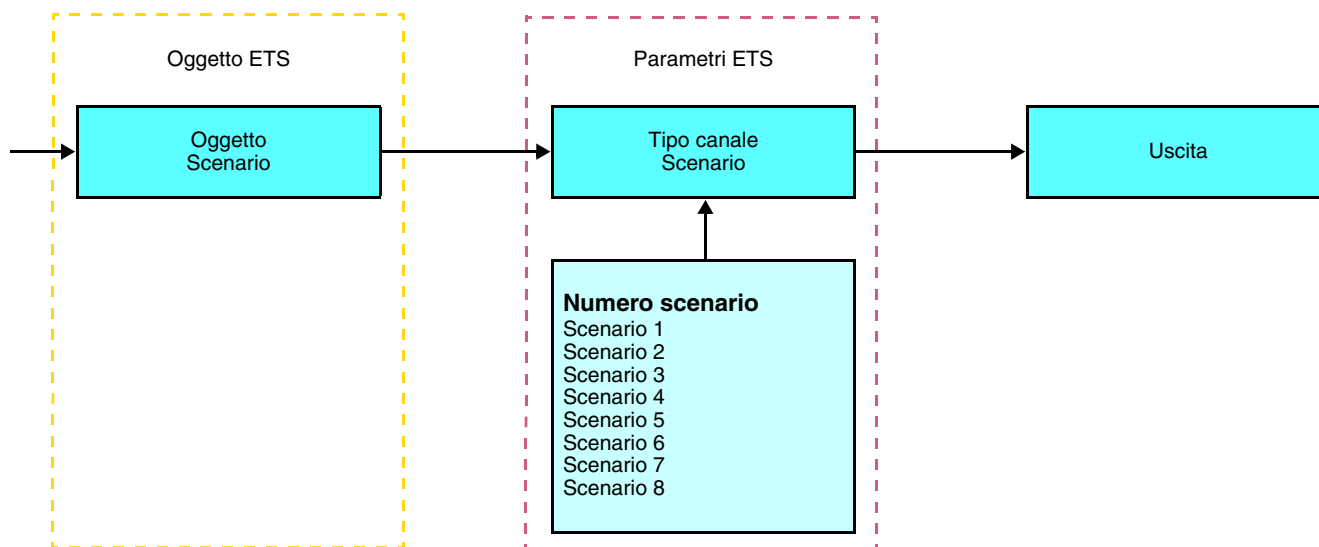 Oggetto ETS
Parametri ETS
Oggetto
Scenario
Tipo canale
Scenario
Uscita
Numero scenario
Scenario 1
Scenario 2
Scenario 3
Scenario 4
Scenario 5
Scenario 6
Scenario 7
Scenario 8